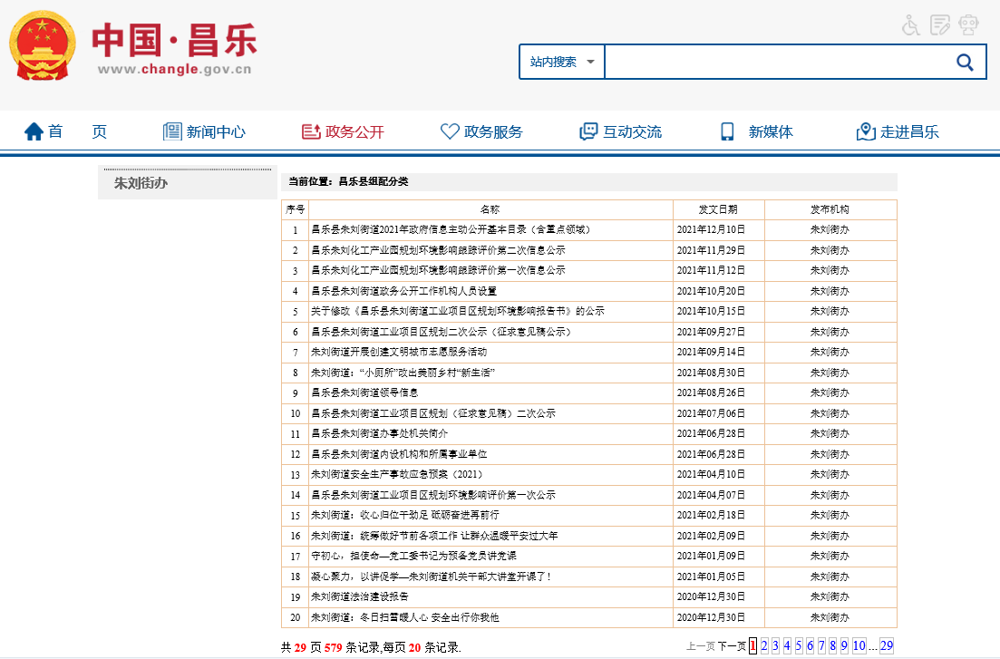 中国·昌乐
www.changle.gov.cn
站内搜索
首 页 新闻中心 政务公开 政务服务 互动交流 新媒体 走进昌乐
朱刘街办
当前位置：昌乐县组配分类
序号 名称 发文日期 发布机构
1 昌乐县朱刘街道2021年政府信息主动公开基本目录（含重点领域） 2021年12月10日 朱刘街办
2 昌乐朱刘化工产业园规划环境影响跟踪评价第二次信息公示 2021年11月29日 朱刘街办
3 昌乐朱刘化工产业园规划环境影响跟踪评价第一次信息公示 2021年11月12日 朱刘街办
4 昌乐县朱刘街道政务公开工作机构人员设置 2021年10月20日 朱刘街办
5 关于修改《昌乐县朱刘街道工业项目区规划环境影响报告书》的公示 2021年10月15日 朱刘街办
6 昌乐县朱刘街道工业项目区规划二次公示（征求意见稿公示） 2021年09月27日 朱刘街办
7 朱刘街道开展创建文明城市志愿服务活动 2021年09月14日 朱刘街办
8 朱刘街道：“小厕所”改出美丽乡村“新生活” 2021年08月30日 朱刘街办
9 昌乐县朱刘街道领导信息 2021年08月26日 朱刘街办
10 昌乐县朱刘街道工业项目区规划（征求意见稿）二次公示 2021年07月06日 朱刘街办
11 昌乐县朱刘街道办事处机关简介 2021年06月28日 朱刘街办
12 昌乐县朱刘街道内设机构和所属事业单位 2021年06月28日 朱刘街办
13 朱刘街道安全生产事故应急预案（2021） 2021年04月10日 朱刘街办
14 昌乐县朱刘街道工业项目区规划环境影响评价第一次公示 2021年04月07日 朱刘街办
15 朱刘街道：收心归位干劲足 砥砺奋进再前行 2021年02月18日 朱刘街办
16 朱刘街道：统筹做好节前各项工作 让群众温暖平安过大年 2021年02月09日 朱刘街办
17 守初心，担使命—党工委书记为预备党员讲党课 2021年01月09日 朱刘街办
18 凝心聚力，以讲促学—朱刘街道机关干部大讲堂开课了！ 2021年01月05日 朱刘街办
19 朱刘街道法治建设报告 2020年12月30日 朱刘街办
20 朱刘街道：冬日扫雪暖人心 安全出行你我他 2020年12月30日 朱刘街办
共 29 页 579 条记录,每页 20 条记录. 上一页 下一页 1 2 3 4 5 6 7 8 9 10 ... 29